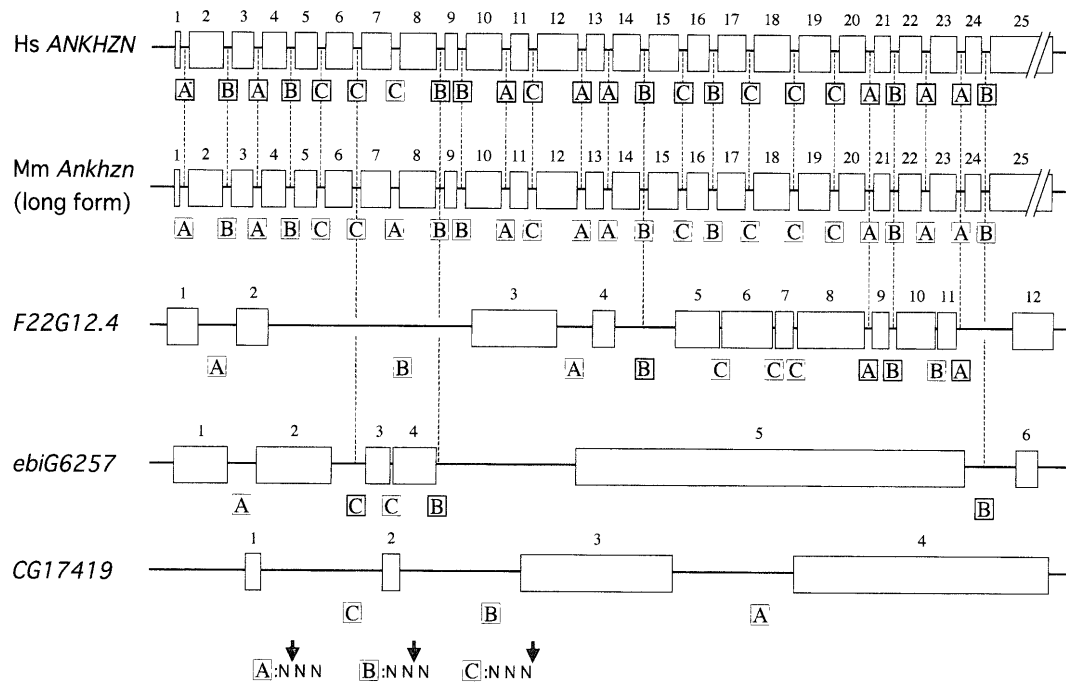 1 2 3 4 5 6 7 8 9 10 11 12 13 14 15 16 17 18 19 20 21 22 23 24 25
Hs ANKHZN
A B A B C C C B B A C A A B C B C C C A B A A B
1 2 3 4 5 6 7 8 9 10 11 12 13 14 15 16 17 18 19 20 21 22 23 24 25
Mm Ankhzn
(long form)
A B A B C C A B B A C A A B C B C C C A B A A B
1 2 3 4 5 6 7 8 9 10 11 12
F22G12.4
A B A B C C C A B B A
1 2 3 4 5 6
ebiG6257
A C C B B
1 2 3 4
CG17419
C B A
A:NNN B:NNN C:NNN